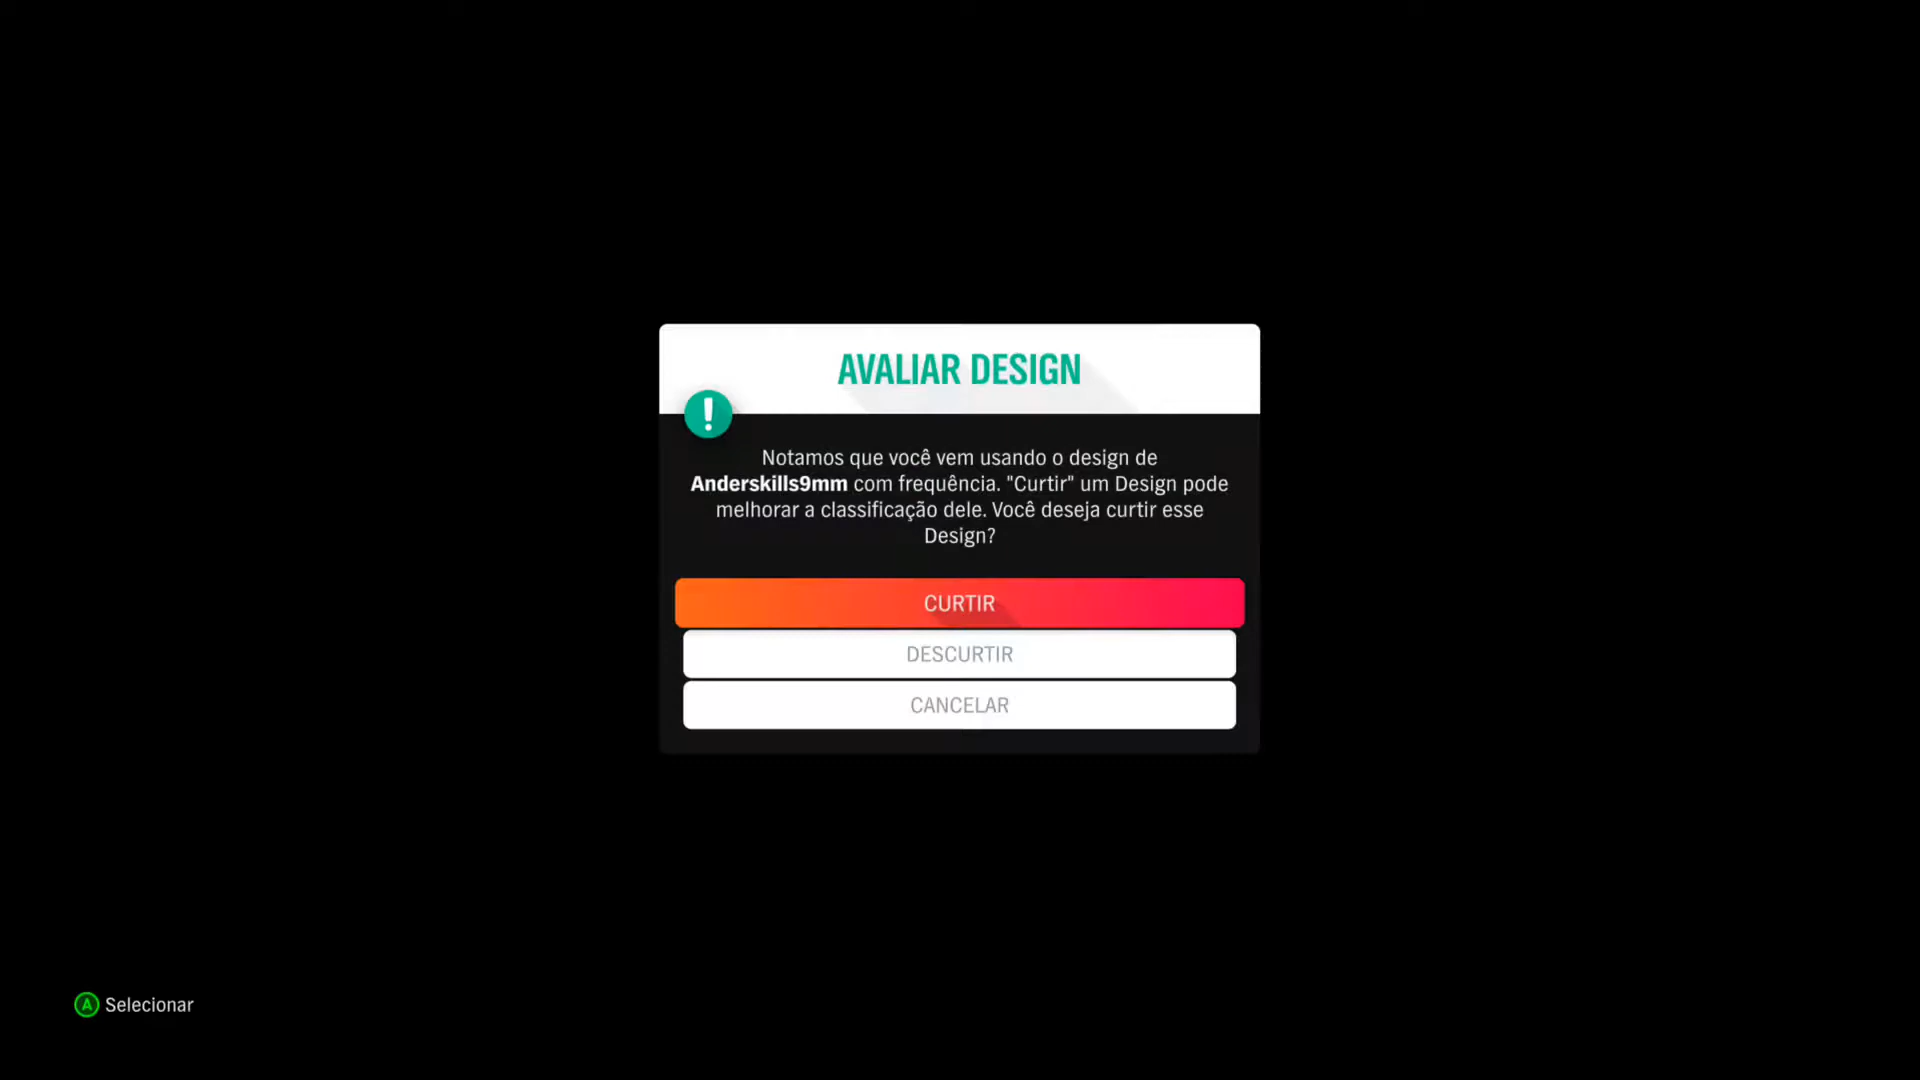 AVALIAR DESIGN
!
Notamos que você vem usando o design de
Anderskills9mm com frequência. "Curtir" um Design pode
melhorar a classificação dele. Você deseja curtir esse
Design?
CURTIR
DESCURTIR
CANCELAR
A Selecionar